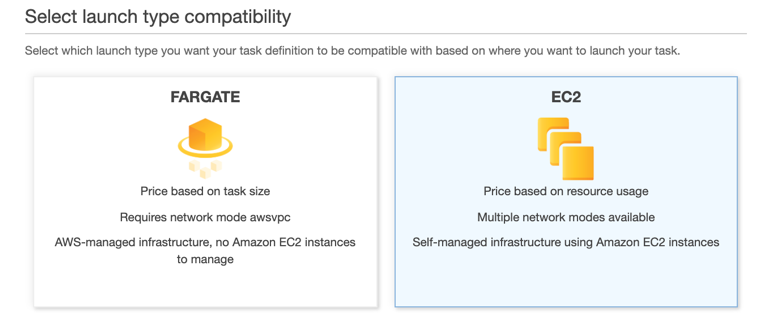 Select launch type compatibility
Select which launch type you want your task definition to be compatible with based on where you want to launch your task.
FARGATE
Price based on task size
Requires network mode awsvpc
AWS-managed infrastructure, no Amazon EC2 instances
to manage
EC2
Price based on resource usage
Multiple network modes available
Self-managed infrastructure using Amazon EC2 instances